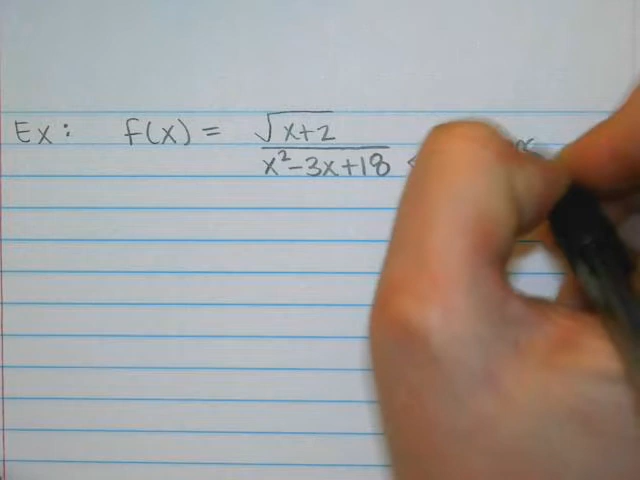 Ex: f(x) = √x+2
x²-3x+18